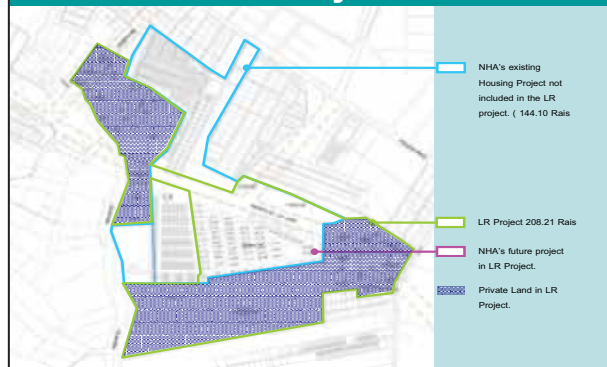 NHA's existing
Housing Project not
included in the LR
project. ( 144.10 Rais
LR Project 208.21 Rais
NHA's future project
in LR Project.
Private Land in LR
Project.